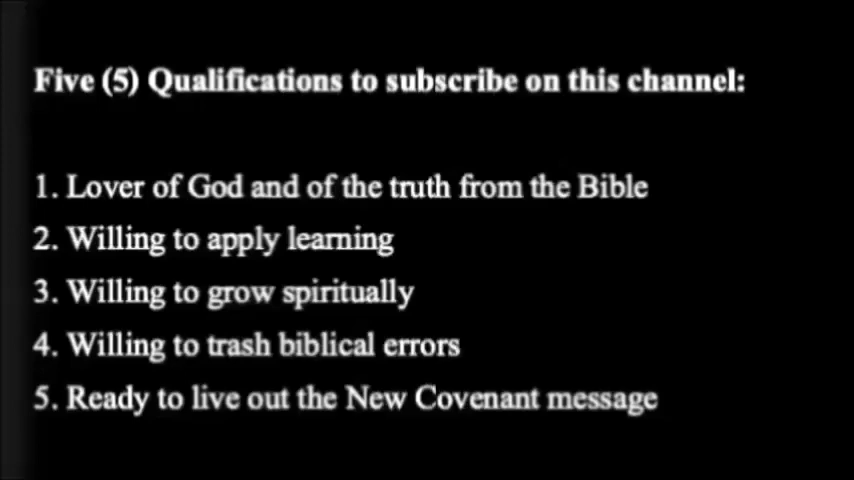 Five (5) Qualifications to subscribe on this channel:
1. Lover of God and of the truth from the Bible
2. Willing to apply learning
3. Willing to grow spiritually
4. Willing to trash biblical errors
5. Ready to live out the New Covenant message